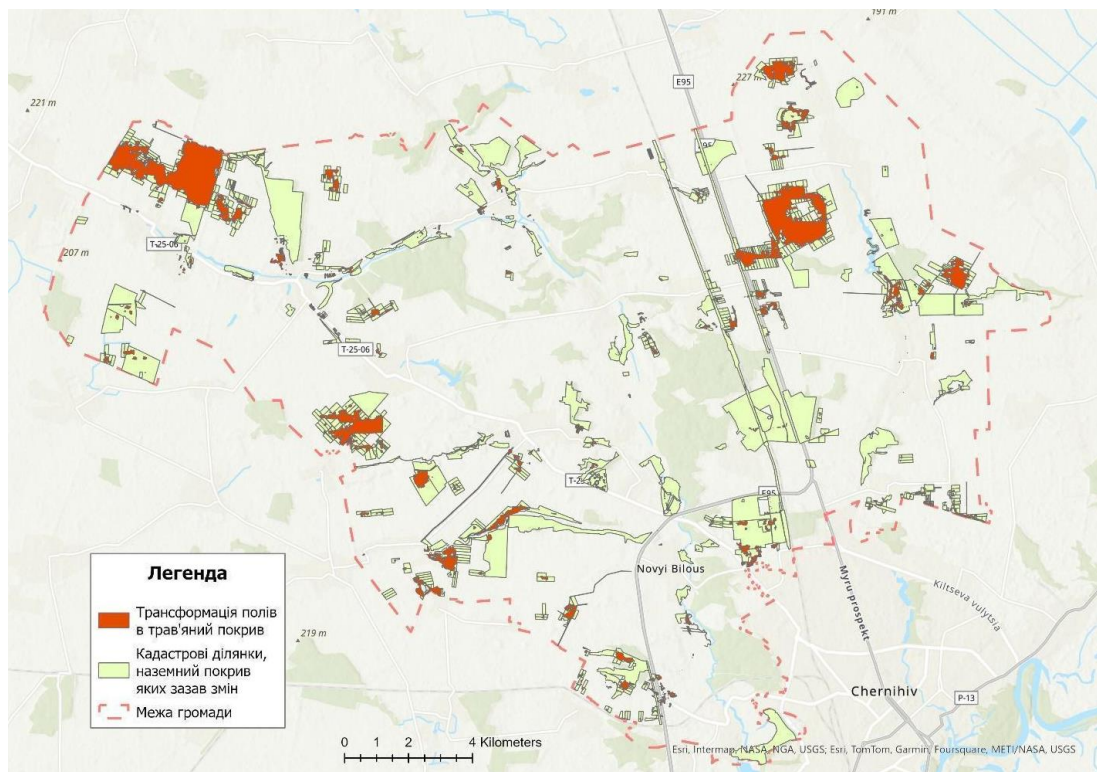 191 m
E95
227 m
221 m
95
T-25-06
207 m
T-25-06
T-2
E95
Novyi Bilous
Myru prospekt
Kiltseva vulytsia
219 m
Chernihiv
P-13
Легенда
Трансформація полів
в трав'яний покрив
Кадастрові ділянки,
наземний покрив
яких зазав змін
Межа громади
0 1 2 4 Kilometers
Esri, Intermap, NASA, NGA, USGS; Esri, TomTom, Garmin, Foursquare, METI/NASA, USGS